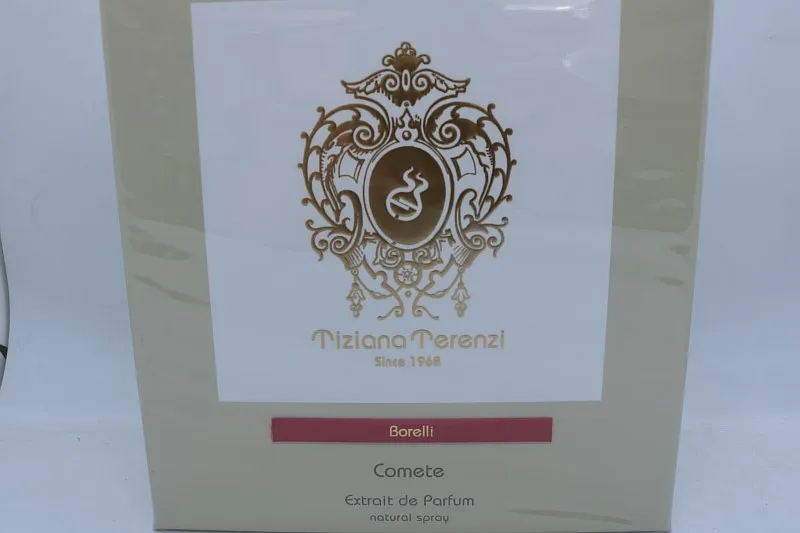 Tiziana Terenzi
Since 1968
Borelli
Comete
Extrait de Parfum
natural spray